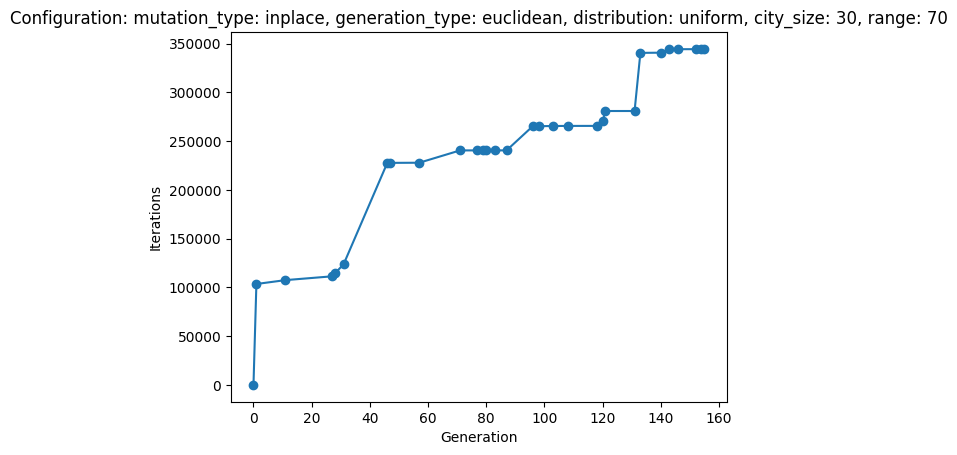 Configuration: mutation_type: inplace, generation_type: euclidean, distribution: uniform, city_size: 30, range: 70
350000
300000
250000
200000
150000
100000
50000
0
Iterations
0 20 40 60 80 100 120 140 160
Generation